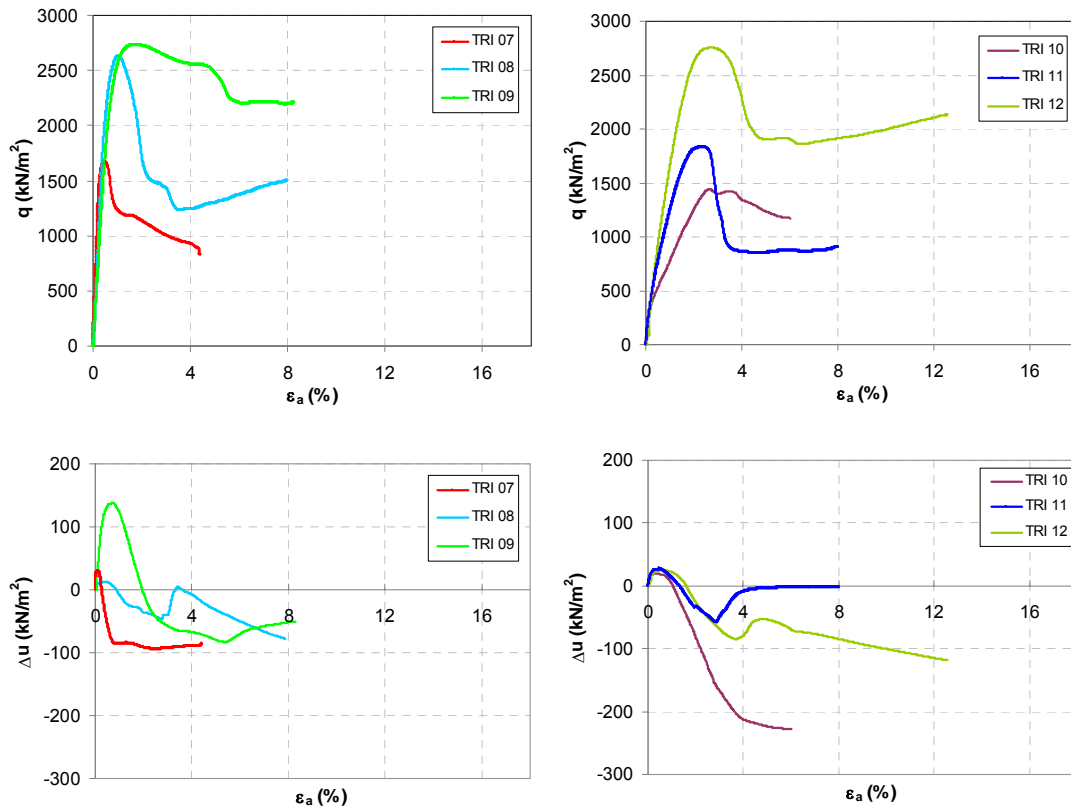 3000
2500
2000
1500
1000
500
0
q (kN/m²)
0 4 8 12 16
εa (%)
TRI 07
TRI 08
TRI 09
3000
2500
2000
1500
1000
500
0
q (kN/m²)
0 4 8 12 16
εa (%)
TRI 10
TRI 11
TRI 12
200
100
0
-100
-200
-300
Δu (kN/m²)
0 4 8 12 16
εa (%)
TRI 07
TRI 08
TRI 09
200
100
0
-100
-200
-300
Δu (kN/m²)
0 4 8 12 16
εa (%)
TRI 10
TRI 11
TRI 12